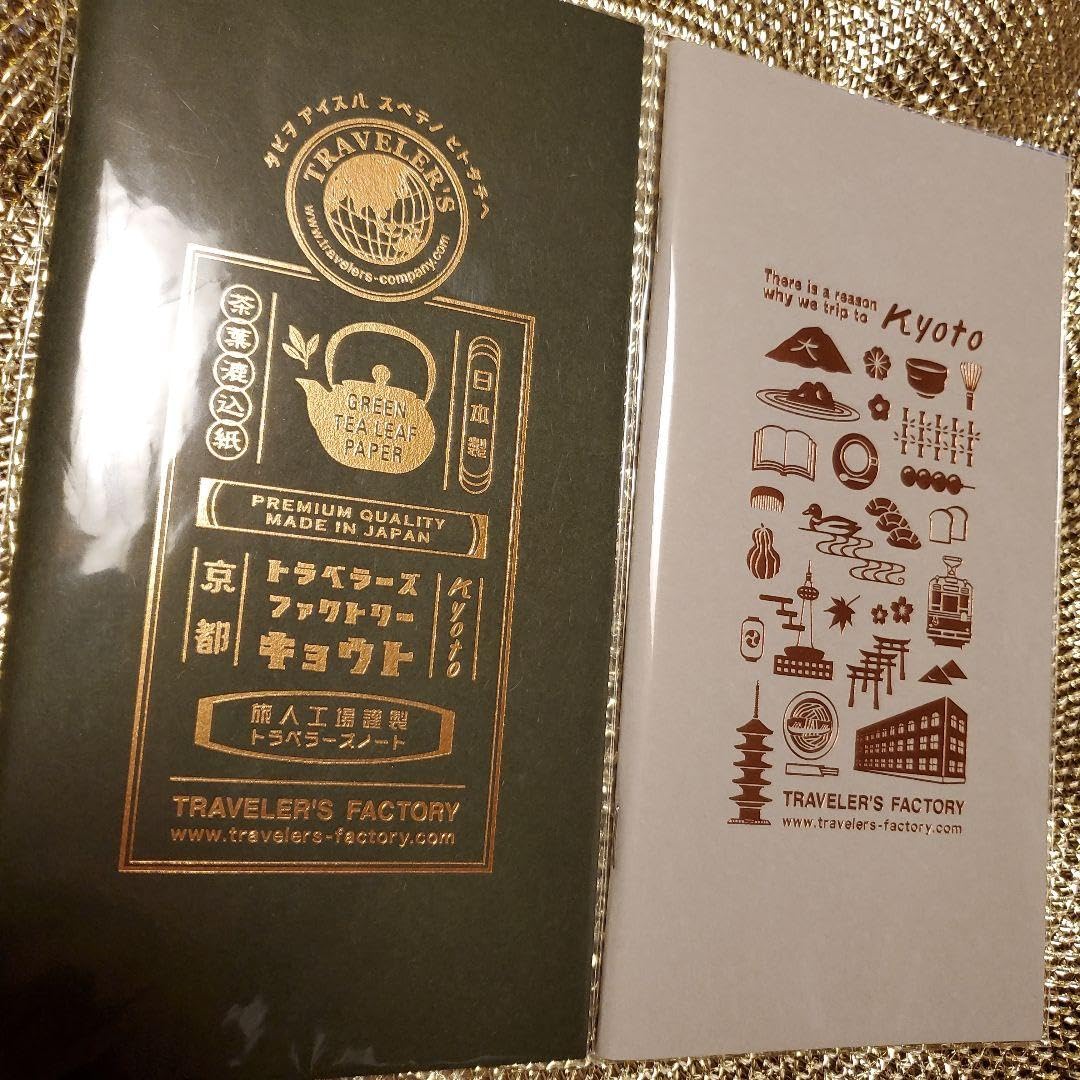 タビヲ アイスル スベテノ ヒトタチヘ
TRAVELER'S
www.travelers-company.com
茶葉漉込紙
GREEN
TEA LEAF
PAPER
日本製
PREMIUM QUALITY
MADE IN JAPAN
京都
トラベラーズ
ファクトリー
キョウト
Kyoto
旅人工場謹製
トラベラーズノート
TRAVELER'S FACTORY
www.travelers-factory.com
There is a reason
why we trip to
Kyoto
大
TRAVELER'S FACTORY
www.travelers-factory.com